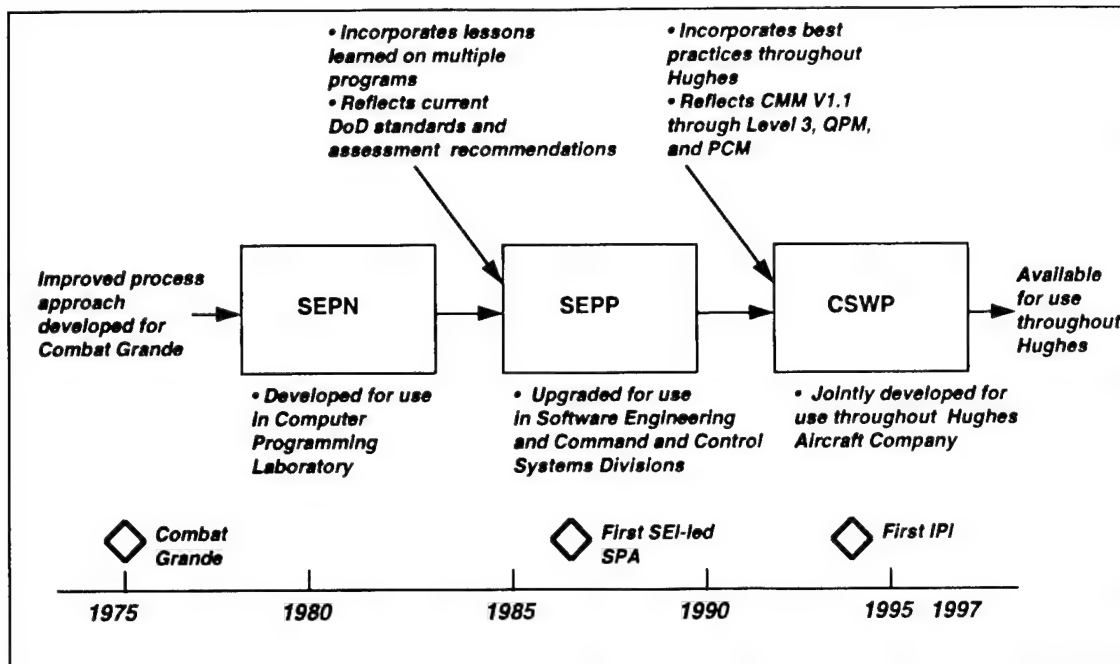 • Incorporates lessons
learned on multiple
programs
• Reflects current
DoD standards and
assessment recommendations
• Incorporates best
practices throughout
Hughes
• Reflects CMM V1.1
through Level 3, QPM,
and PCM
Improved process
approach
developed for
Combat Grande
SEPN
SEPP
CSWP
Available
for use
throughout
Hughes
• Developed for use
in Computer
Programming
Laboratory
• Upgraded for use
in Software Engineering
and Command and Control
Systems Divisions
• Jointly developed for
use throughout Hughes
Aircraft Company
Combat
Grande
First SEI-led
SPA
First IPI
1975
1980
1985
1990
1995
1997